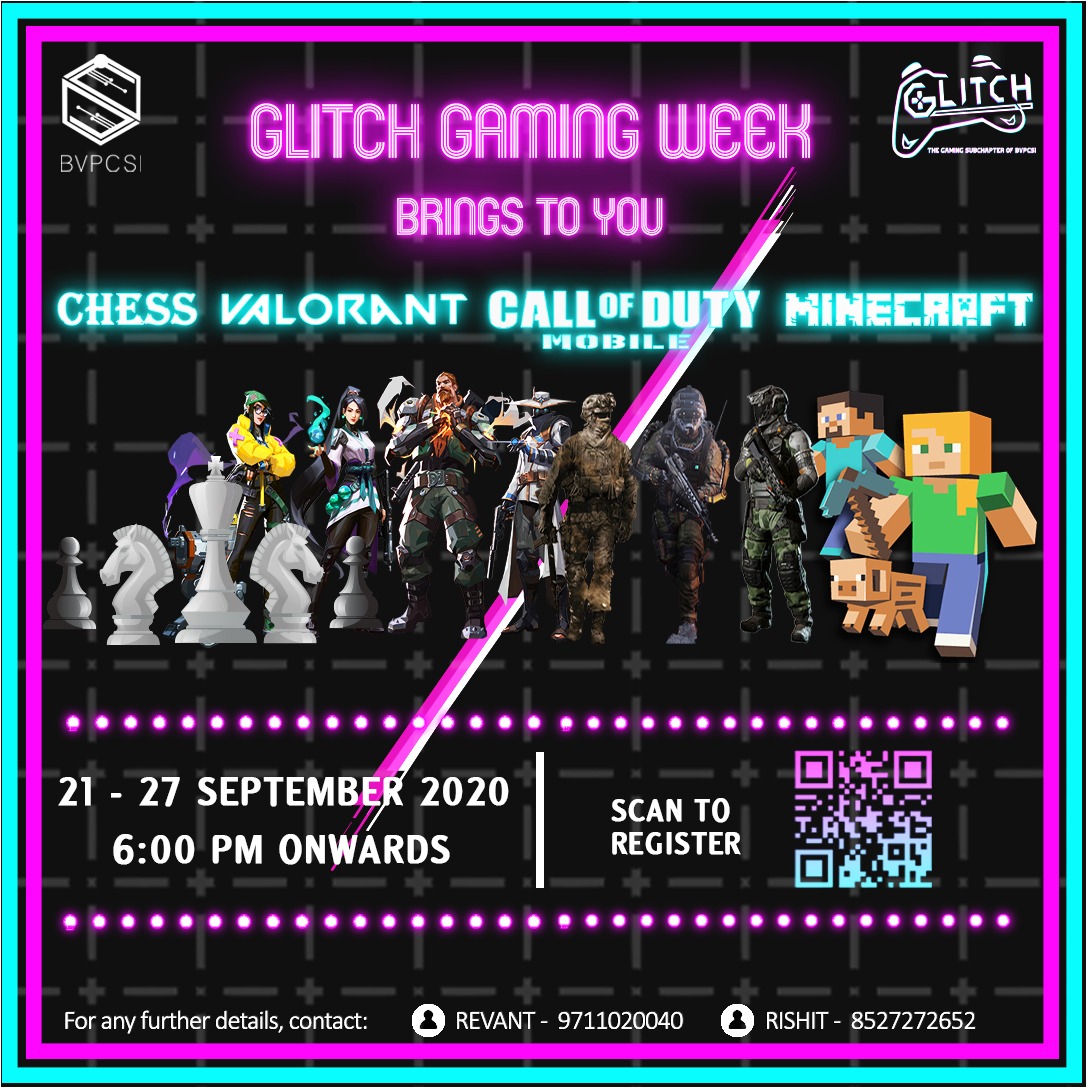 BVPCSI
GLITCH
THE GAMING SUBCHAPTER OF BVPCSI
GLITCH GAMING WEEK
BRINGS TO YOU
CHESS VALORANT CALL OF DUTY MOBILE MINECRAFT
21 - 27 SEPTEMBER 2020
6:00 PM ONWARDS
SCAN TO
REGISTER
For any further details, contact: REVANT - 9711020040 RISHIT - 8527272652